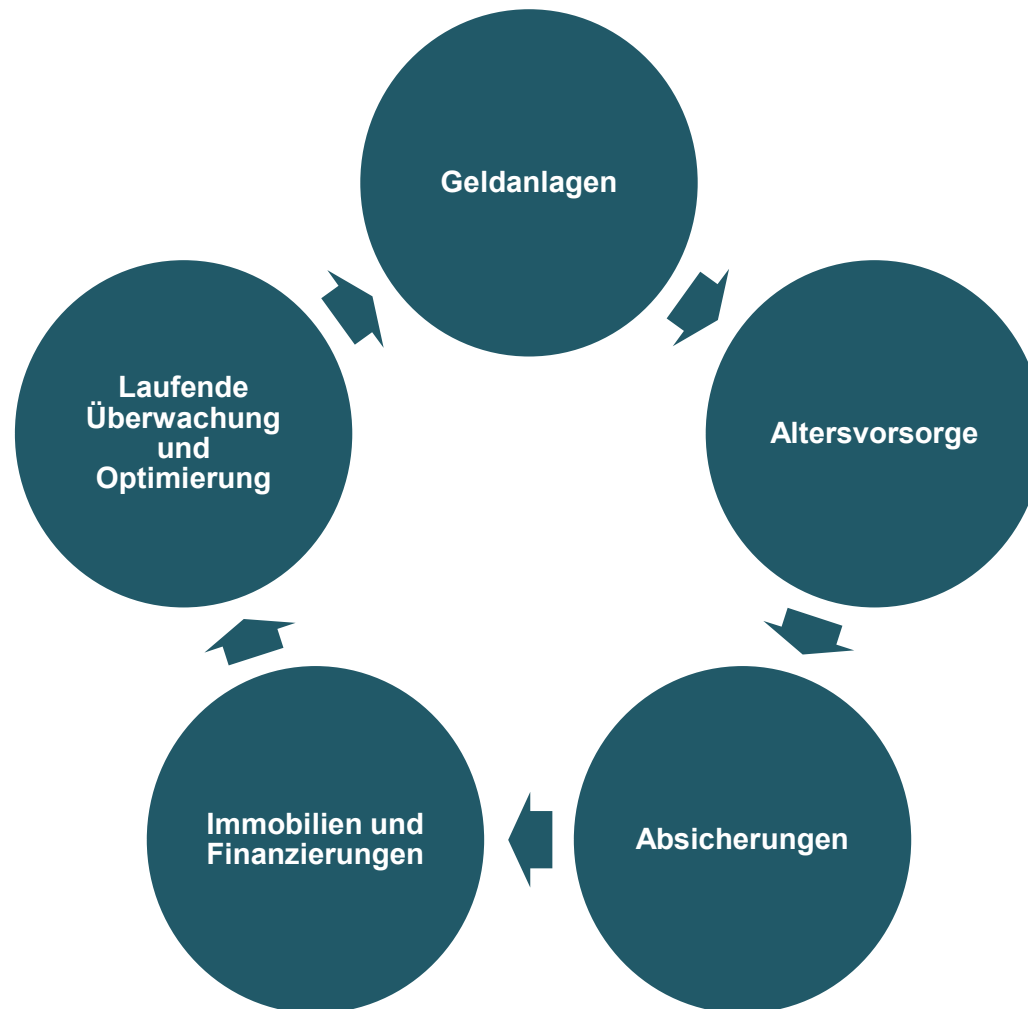 Geldanlagen
Altersvorsorge
Absicherungen
Immobilien und
Finanzierungen
Laufende
Überwachung
und
Optimierung